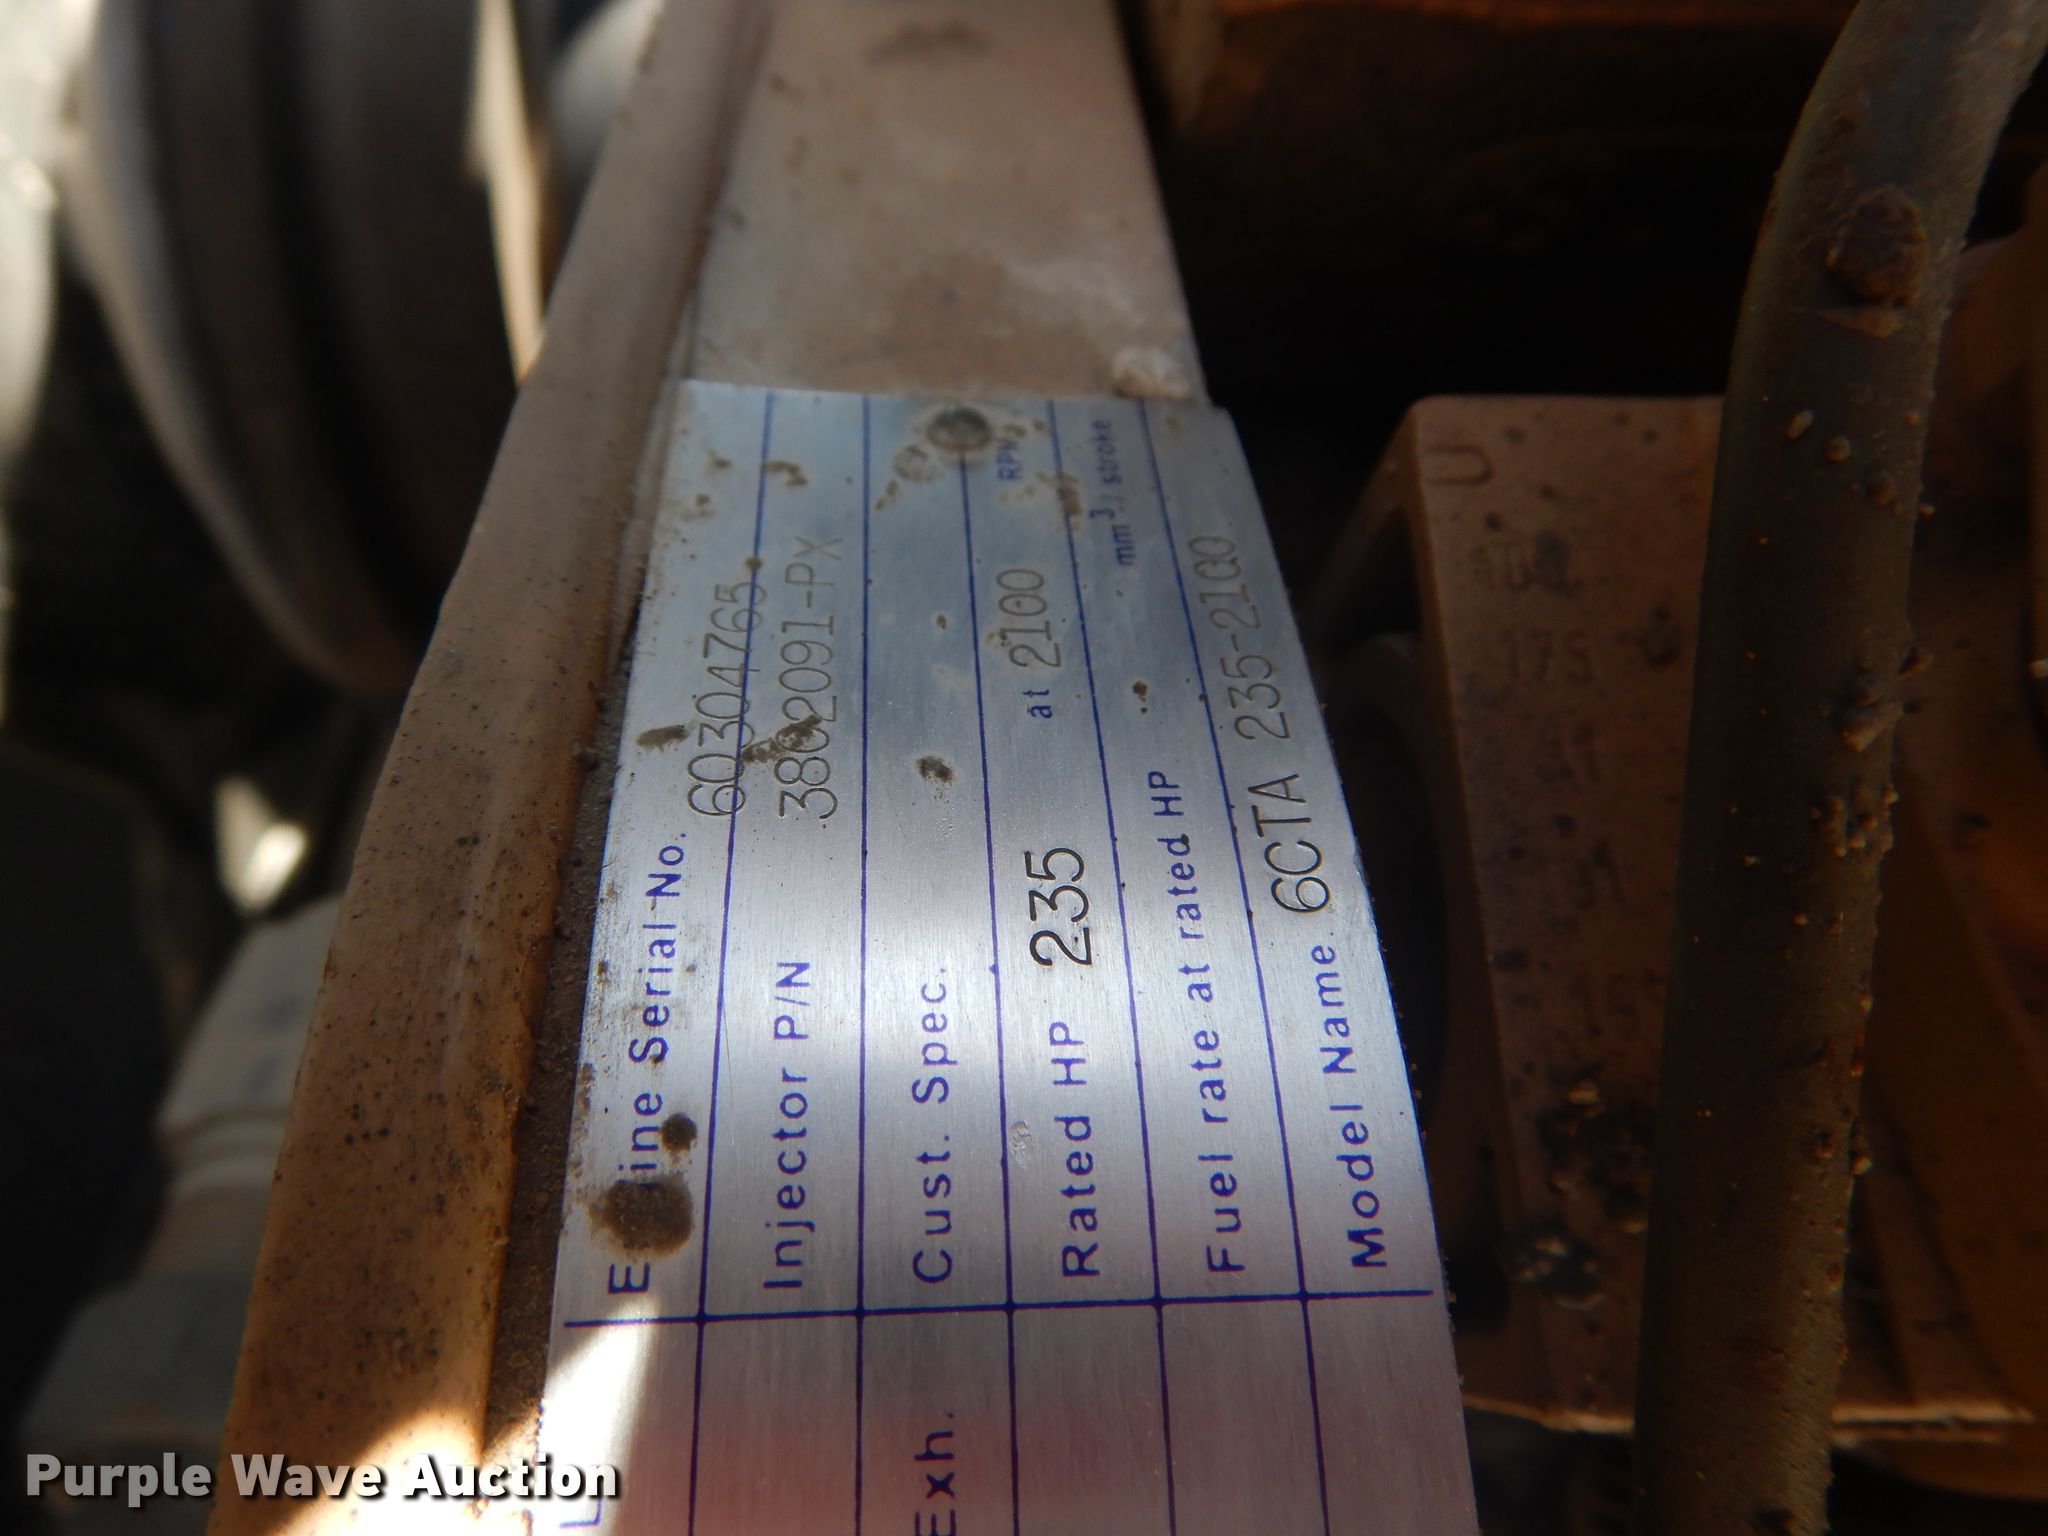 Engine Serial No. 60304765
Injector P/N 3802091-PX
Cust. Spec.
Rated HP 235 at 2100 RPM
Fuel rate at rated HP mm³/stroke
Model Name 6CTA 235-2100
Exh.
U
175
Purple Wave Auction